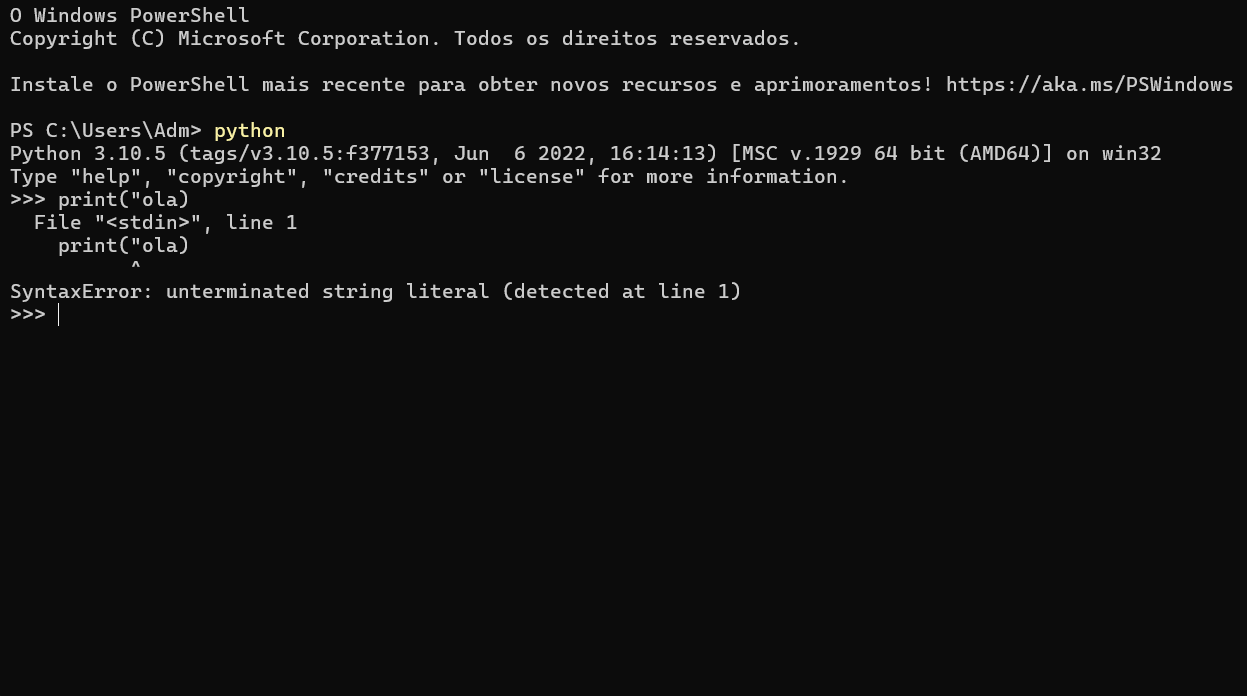 O Windows PowerShell
Copyright (C) Microsoft Corporation. Todos os direitos reservados.
Instale o PowerShell mais recente para obter novos recursos e aprimoramentos! https://aka.ms/PSWindows
PS C:\Users\Adm> python
Python 3.10.5 (tags/v3.10.5:f377153, Jun  6 2022, 16:14:13) [MSC v.1929 64 bit (AMD64)] on win32
Type "help", "copyright", "credits" or "license" for more information.
>>> print("ola)
  File "<stdin>", line 1
    print("ola)
          ^
SyntaxError: unterminated string literal (detected at line 1)
>>>